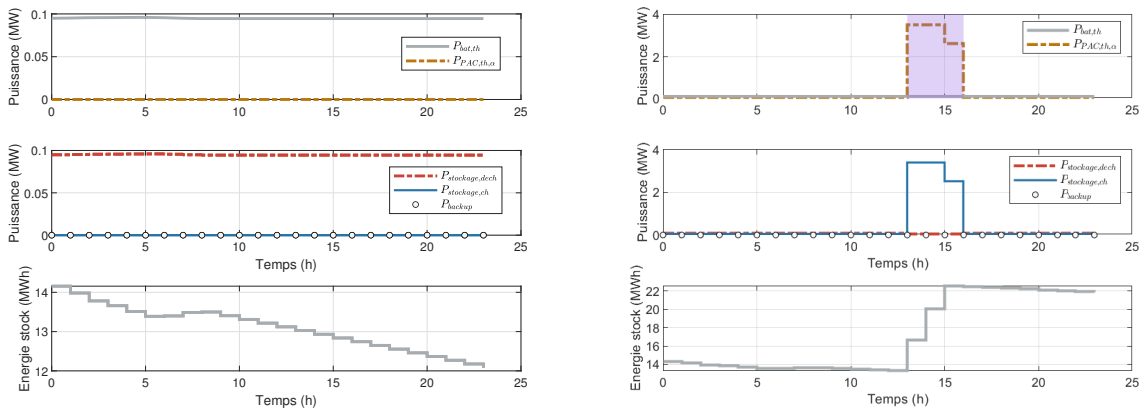 Puissance (MW)
0.1
0.05
0
P_bat,th
P_PAC,th,α
0 5 10 15 20 25
Puissance (MW)
0.1
0.05
0
P_stockage,dech
P_stockage,ch
P_backup
0 5 10 15 20 25
Temps (h)
Energie stock (MWh)
14
13
12
0 5 10 15 20 25
Temps (h)
Puissance (MW)
4
2
0
P_bat,th
P_PAC,th,α
0 5 10 15 20 25
Puissance (MW)
4
2
0
P_stockage,dech
P_stockage,ch
P_backup
0 5 10 15 20 25
Temps (h)
Energie stock (MWh)
22
20
18
16
14
0 5 10 15 20 25
Temps (h)